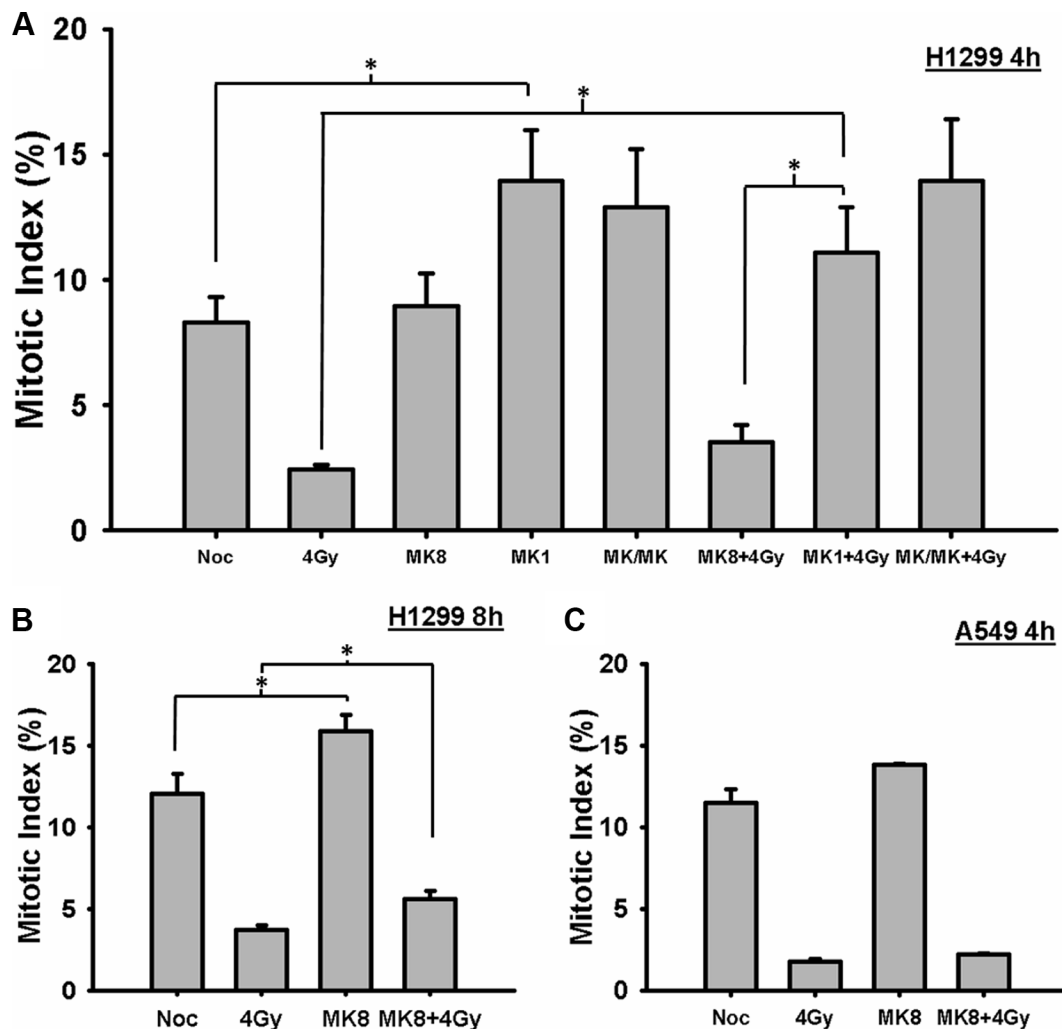 A
H1299 4h
Mitotic Index (%)
20
15
10
5
0
*
*
*
Noc 4Gy MK8 MK1 MK/MK MK8+4Gy MK1+4Gy MK/MK+4Gy
B
H1299 8h
Mitotic Index (%)
20
15
10
5
0
*
*
Noc 4Gy MK8 MK8+4Gy
C
A549 4h
Mitotic Index (%)
20
15
10
5
0
Noc 4Gy MK8 MK8+4Gy